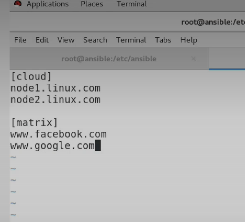 Applications Places Terminal
root@ansible:/et
File Edit View Search Terminal Tabs Help
root@ansible:/etc/ansible ×
[cloud]
node1.linux.com
node2.linux.com
[matrix]
www.facebook.com
www.google.com
~
~
~
~